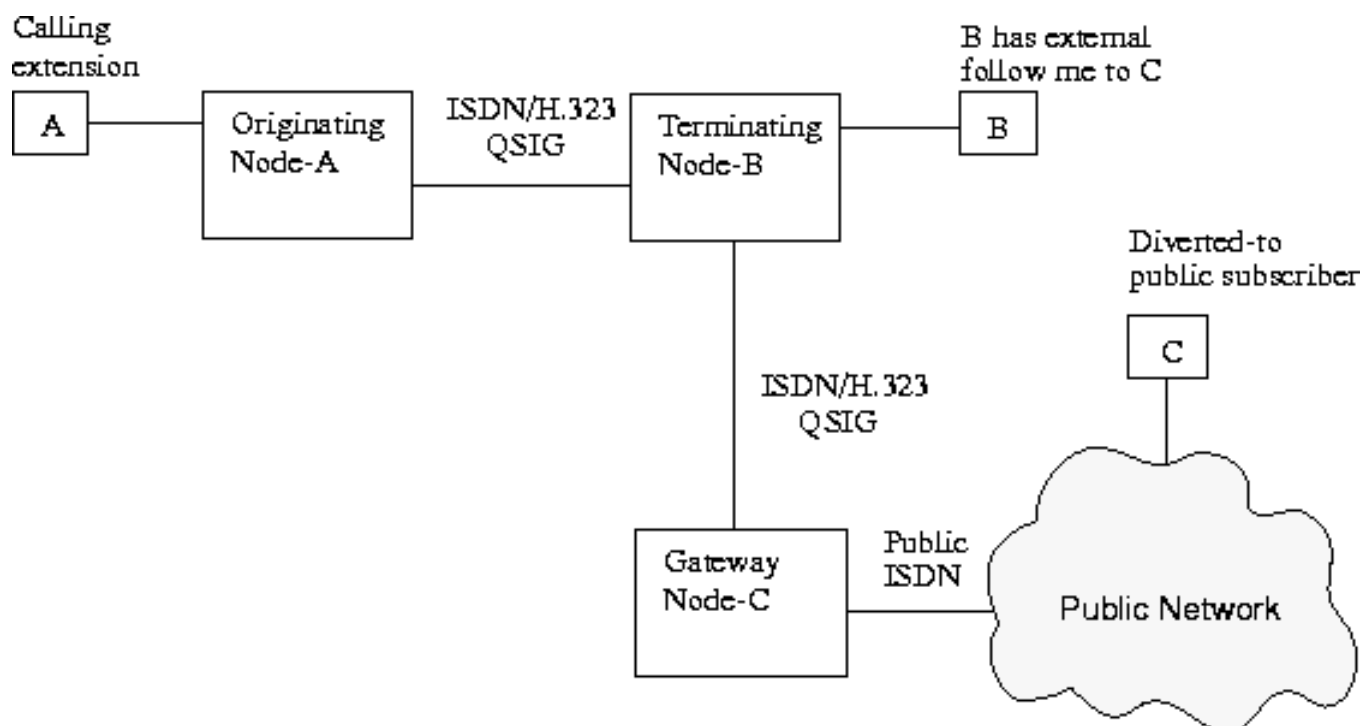 Calling
extension
A
Originating
Node-A
ISDN/H.323
QSIG
Terminating
Node-B
B has external
follow me to C
B
Diverted-to
public subscriber
C
ISDN/H.323
QSIG
Gateway
Node-C
Public
ISDN
Public Network